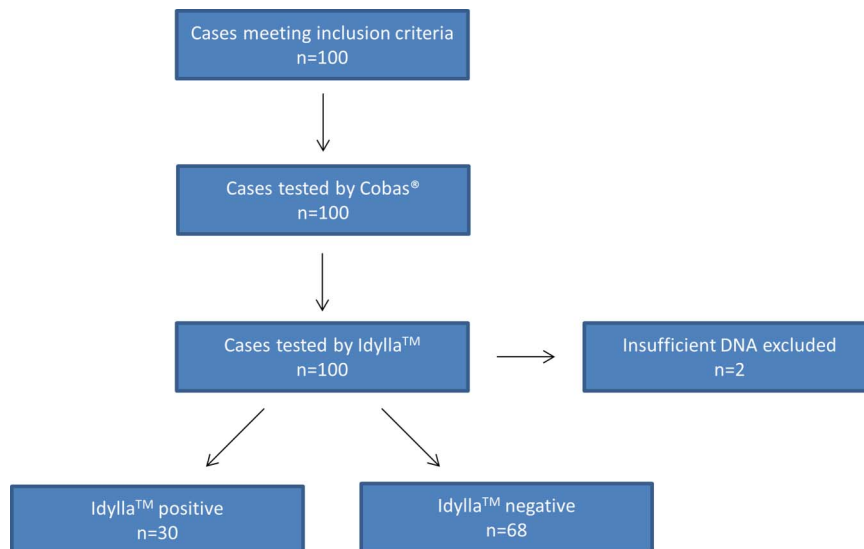 Cases meeting inclusion criteria
n=100
Cases tested by Cobas®
n=100
Cases tested by Idylla™
n=100
Insufficient DNA excluded
n=2
Idylla™ positive
n=30
Idylla™ negative
n=68